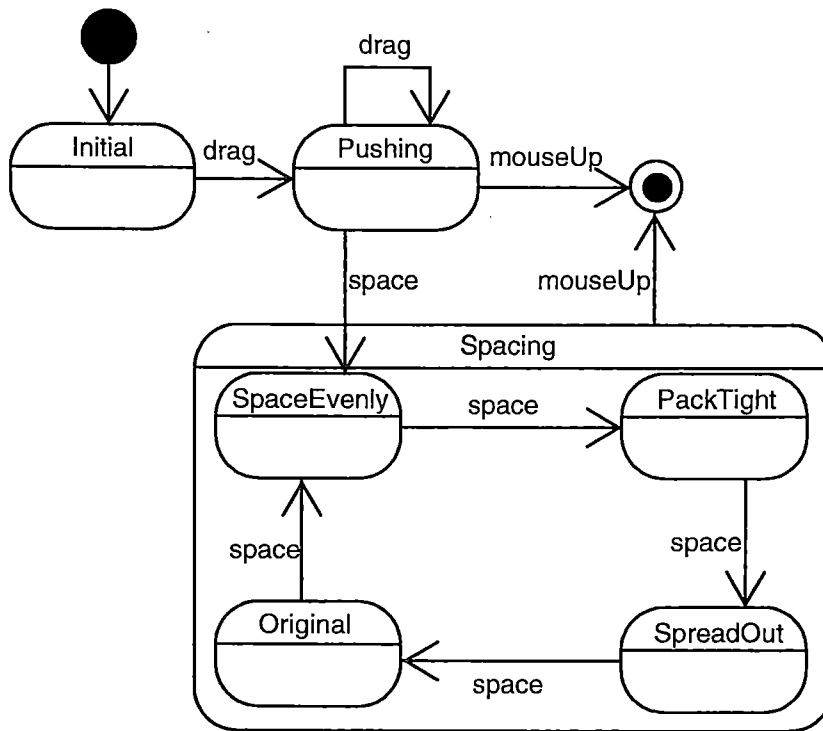 drag
Initial
drag
Pushing
mouseUp
space
mouseUp
Spacing
SpaceEvenly
space
PackTight
space
space
Original
space
SpreadOut